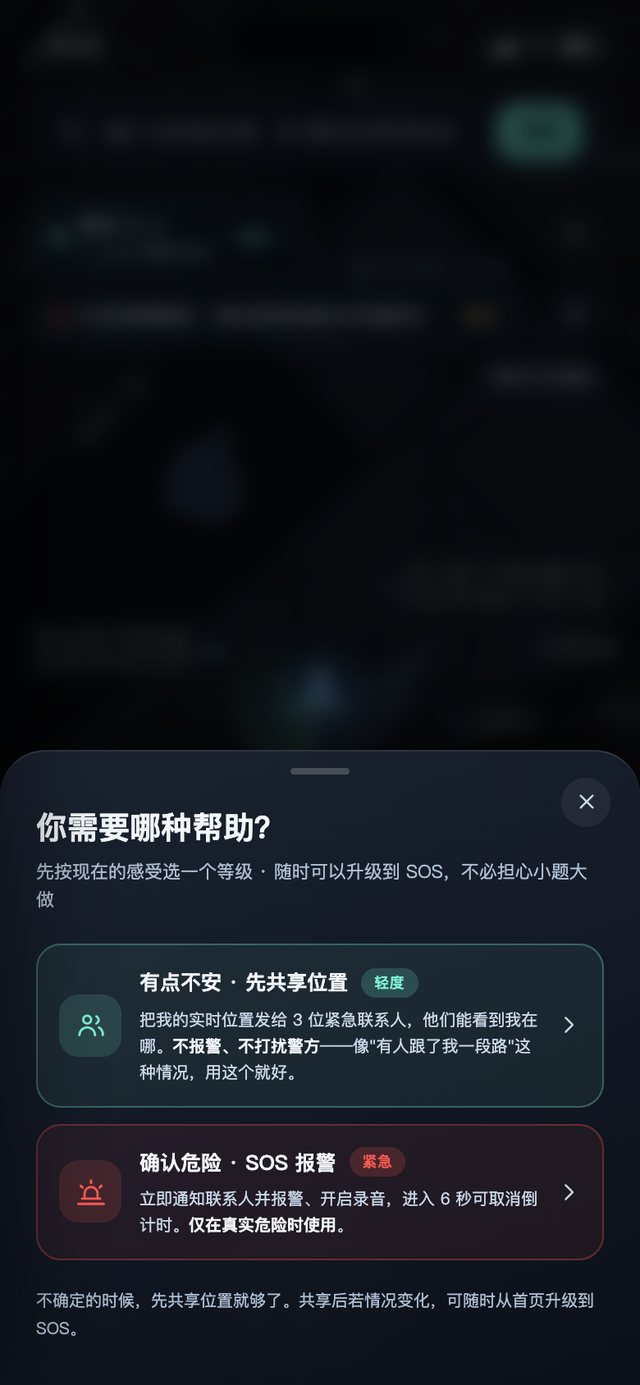 你需要哪种帮助?
先按现在的感受选一个等级 · 随时可以升级到 SOS，不必担心小题大
做
有点不安 · 先共享位置 轻度
把我的实时位置发给 3 位紧急联系人，他们能看到我在
哪。不报警、不打扰警方——像"有人跟了我一段路"这
种情况，用这个就好。
确认危险 · SOS 报警 紧急
立即通知联系人并报警、开启录音，进入 6 秒可取消倒
计时。仅在真实危险时使用。
不确定的时候，先共享位置就够了。共享后若情况变化，可随时从首页升级到
SOS。